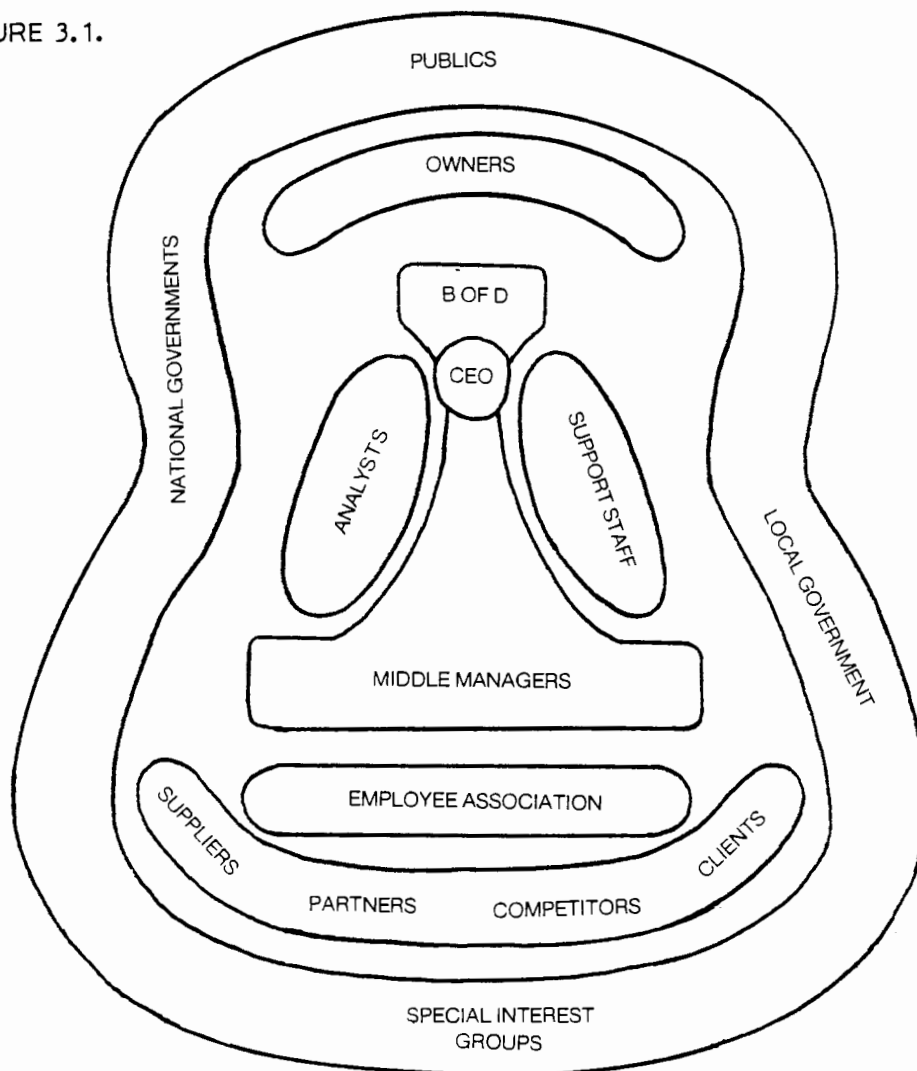 URE 3.1.
PUBLICS
OWNERS
NATIONAL GOVERNMENTS
B OF D
CEO
ANALYSTS
SUPPORT STAFF
LOCAL GOVERNMENT
MIDDLE MANAGERS
EMPLOYEE ASSOCIATION
SUPPLIERS
CLIENTS
PARTNERS
COMPETITORS
SPECIAL INTEREST
GROUPS